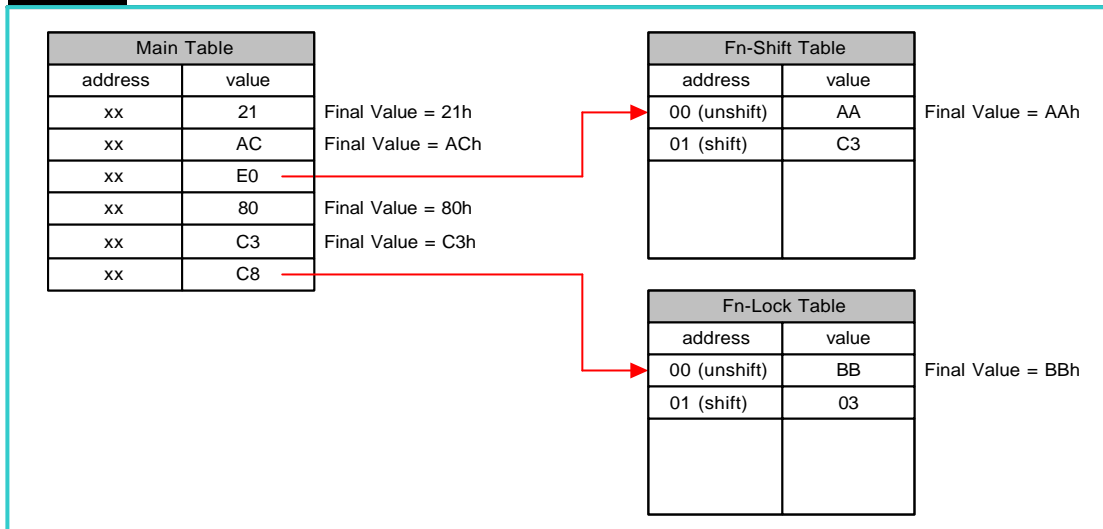 Main Table
address value
xx 21 Final Value = 21h
xx AC Final Value = ACh
xx E0
xx 80 Final Value = 80h
xx C3 Final Value = C3h
xx C8
Fn-Shift Table
address value
00 (unshift) AA Final Value = AAh
01 (shift) C3
Fn-Lock Table
address value
00 (unshift) BB Final Value = BBh
01 (shift) 03